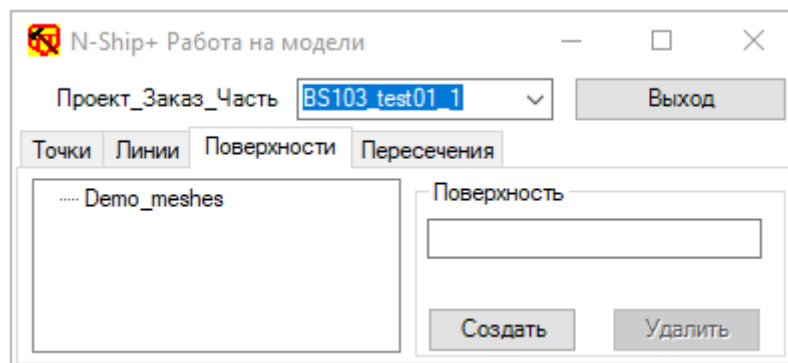 N-Ship+ Работа на модели
Проект_Заказ_Часть BS103_test01_1 Выход
Точки Линии Поверхности Пересечения
Demo_meshes
Поверхность
Создать Удалить